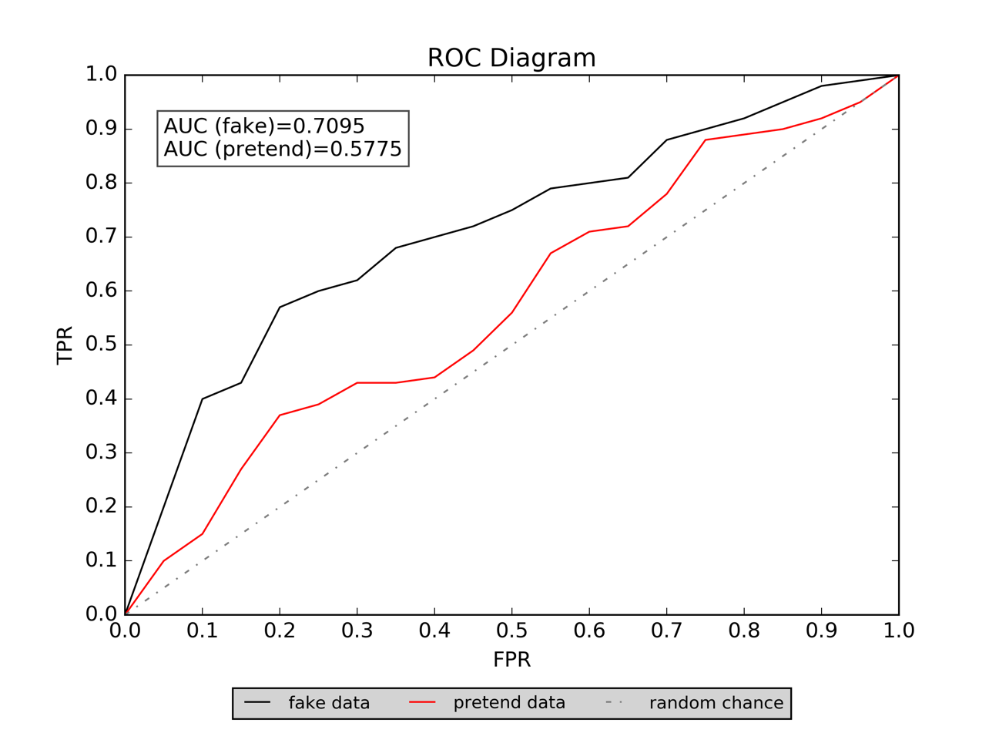 ROC Diagram
AUC (fake)=0.7095
AUC (pretend)=0.5775
TPR
1.0
0.9
0.8
0.7
0.6
0.5
0.4
0.3
0.2
0.1
0.0
0.0 0.1 0.2 0.3 0.4 0.5 0.6 0.7 0.8 0.9 1.0
FPR
fake data pretend data random chance